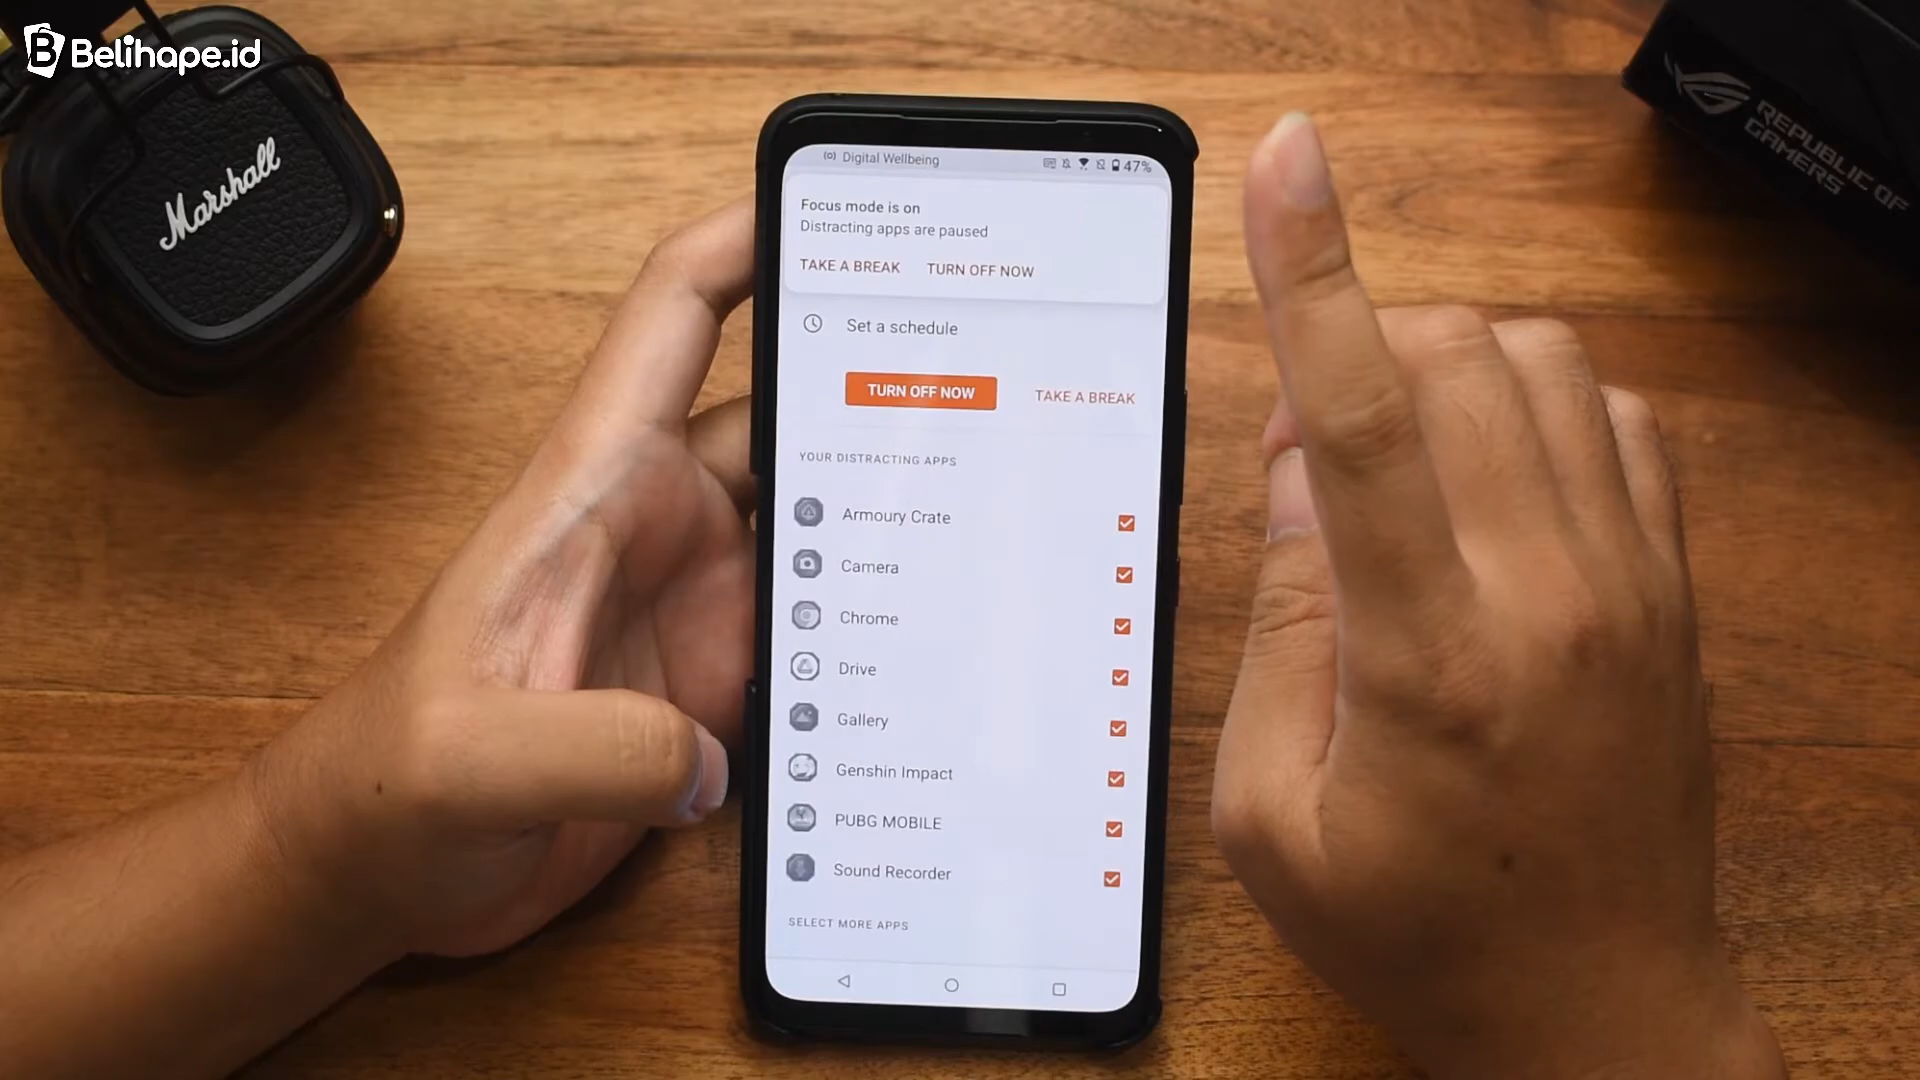 Belihape.id
Marshall
REPUBLIC OF
GAMERS
Digital Wellbeing
47%
Focus mode is on
Distracting apps are paused
TAKE A BREAK TURN OFF NOW
Set a schedule
TURN OFF NOW TAKE A BREAK
YOUR DISTRACTING APPS
Armoury Crate
Camera
Chrome
Drive
Gallery
Genshin Impact
PUBG MOBILE
Sound Recorder
SELECT MORE APPS